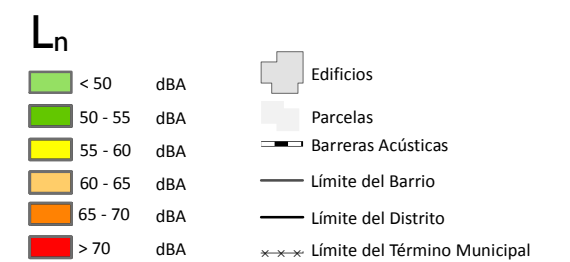 Ln
< 50 dBA
50 - 55 dBA
55 - 60 dBA
60 - 65 dBA
65 - 70 dBA
> 70 dBA
Edificios
Parcelas
Barreras Acústicas
Límite del Barrio
Límite del Distrito
Límite del Término Municipal